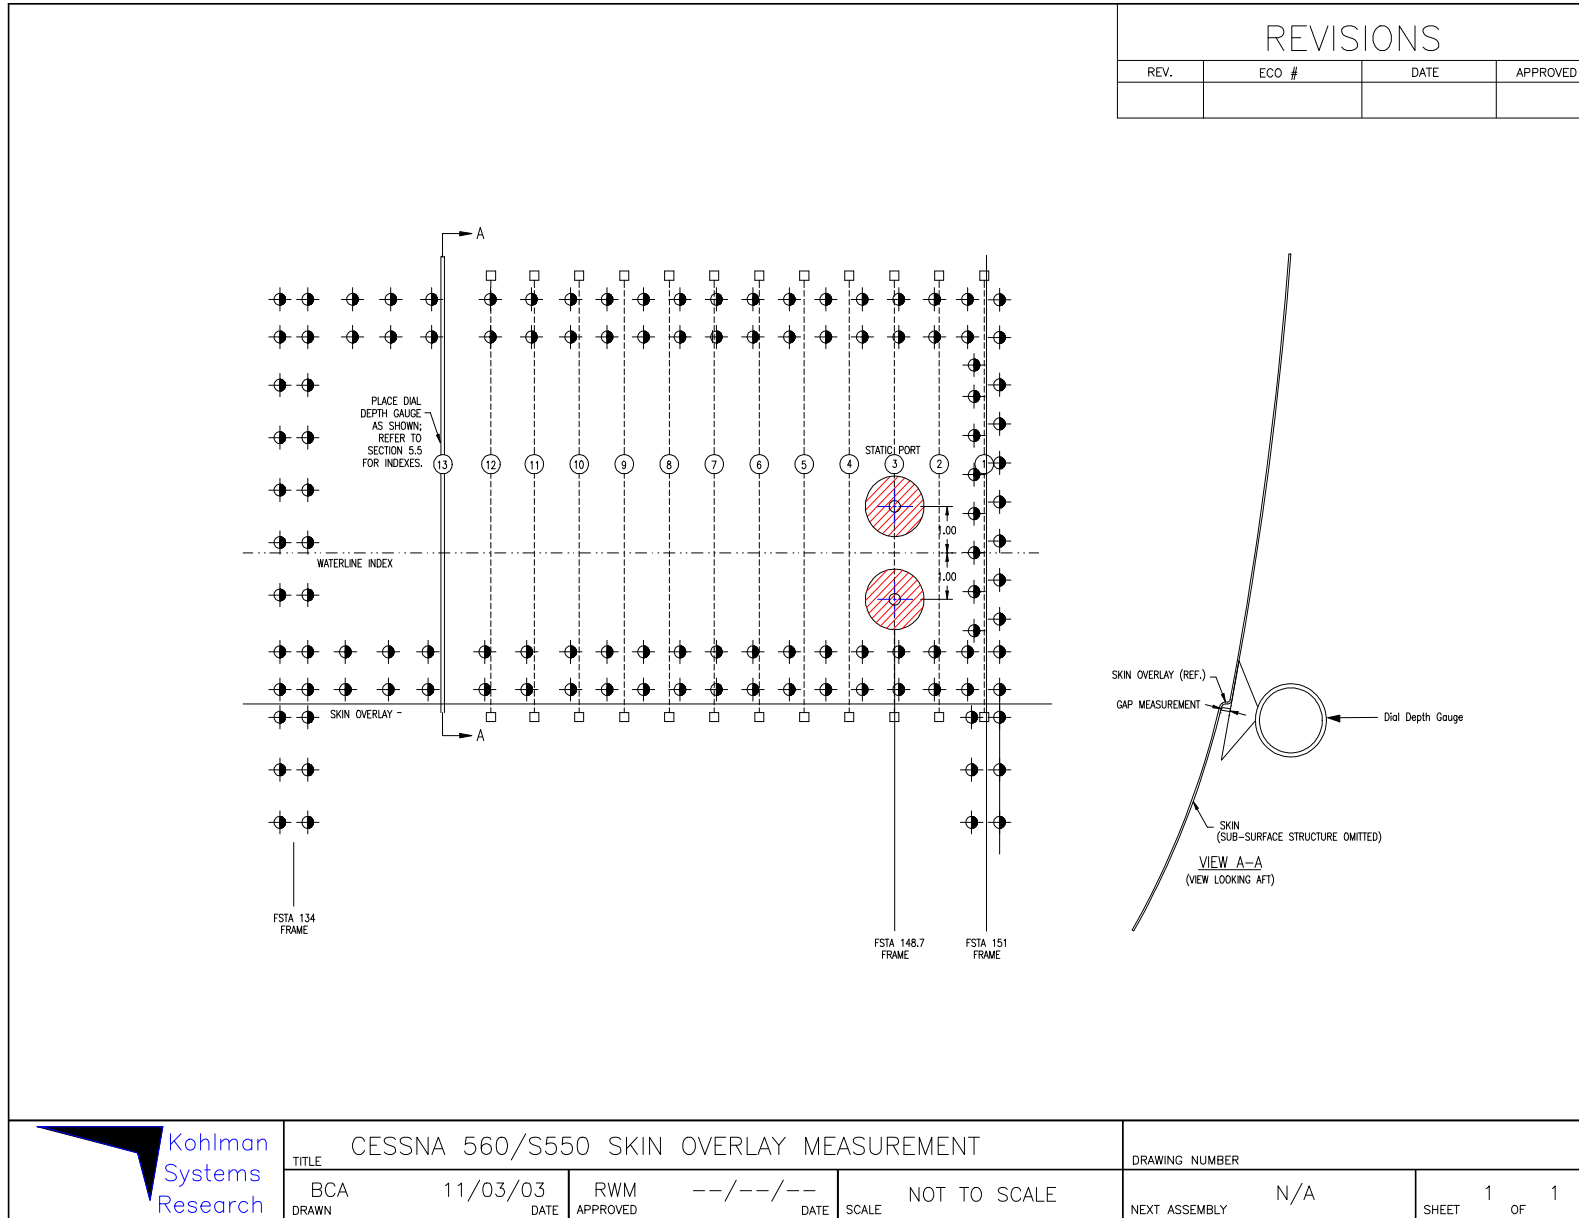 REVISIONS
REV. ECO # DATE APPROVED
A
PLACE DIAL
DEPTH GAUGE
AS SHOWN;
REFER TO
SECTION 5.5
FOR INDEXES.
STATIC PORT
13 12 11 10 9 8 7 6 5 4 3 2 1
1.00
WATERLINE INDEX
1.00
SKIN OVERLAY
A
SKIN OVERLAY (REF.)
GAP MEASUREMENT
Dial Depth Gauge
SKIN
(SUB-SURFACE STRUCTURE OMITTED)
VIEW A-A
(VIEW LOOKING AFT)
FSTA 134
FRAME
FSTA 148.7
FRAME
FSTA 151
FRAME
Kohlman
Systems
Research
TITLE CESSNA 560/S550 SKIN OVERLAY MEASUREMENT
DRAWING NUMBER
BCA 11/03/03
DRAWN DATE
RWM --/--/--
APPROVED DATE
SCALE NOT TO SCALE
NEXT ASSEMBLY N/A
SHEET 1 OF 1